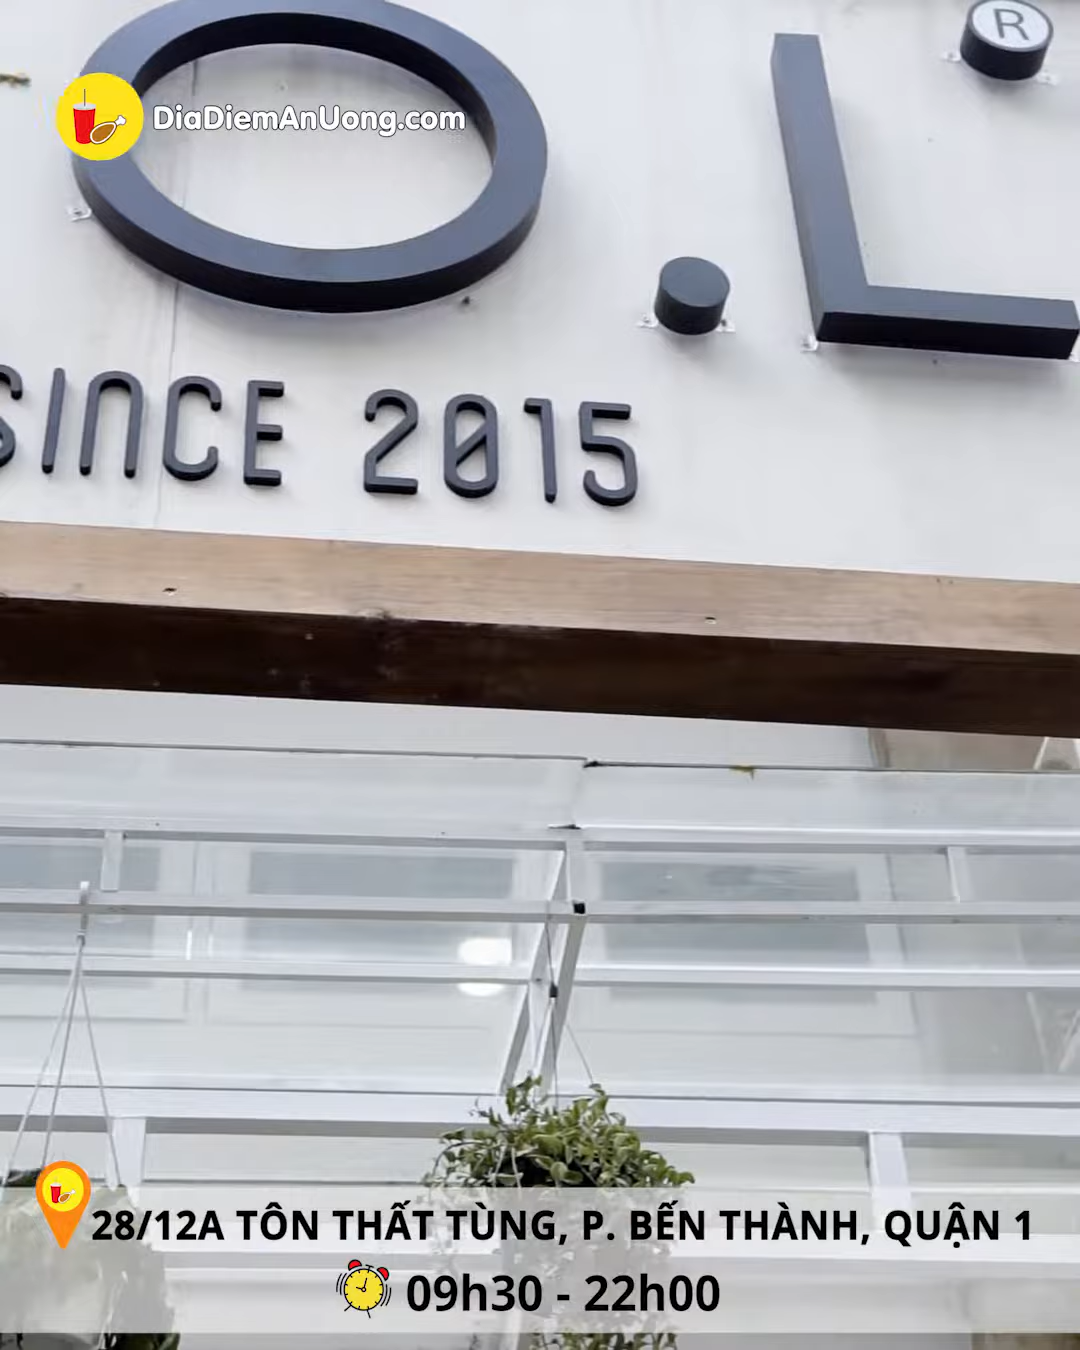 O.L ®
DiaDiemAnUong.com
SINCE 2015
28/12A TÔN THẤT TÙNG, P. BẾN THÀNH, QUẬN 1
09h30 - 22h00